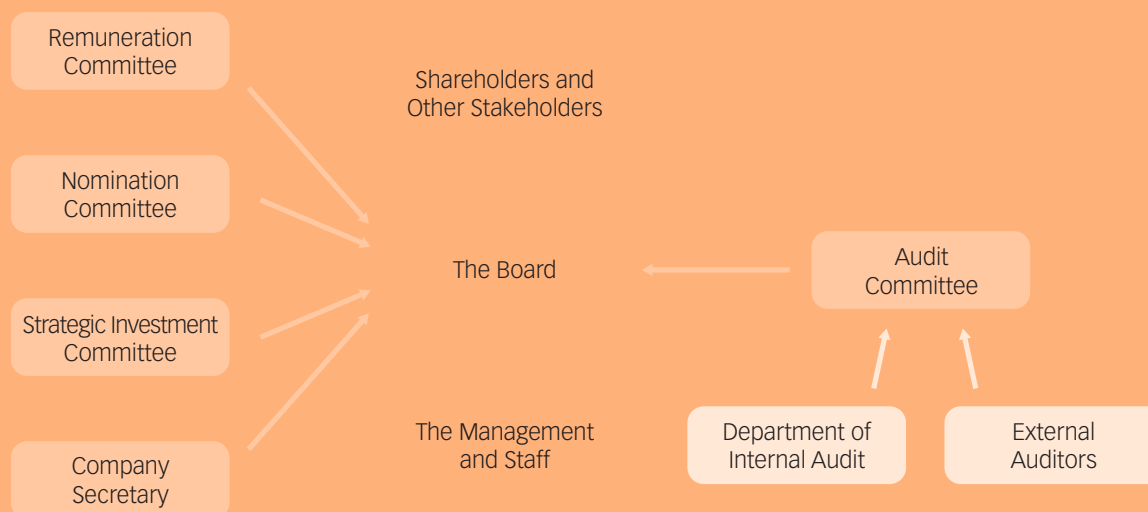 Remuneration
Committee
Shareholders and
Other Stakeholders
Nomination
Committee
The Board
Audit
Committee
Strategic Investment
Committee
The Management
and Staff
Department of
Internal Audit
External
Auditors
Company
Secretary